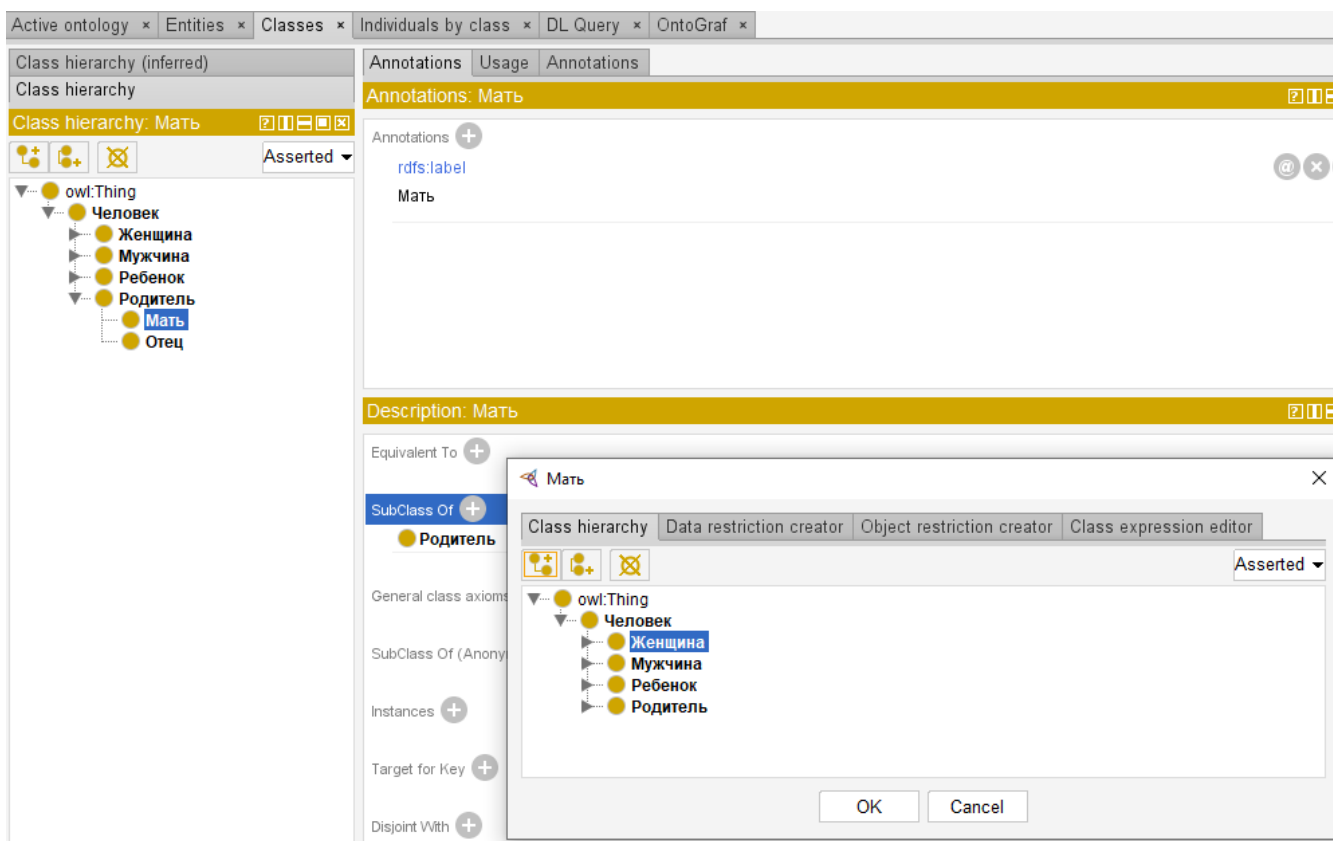 Active ontology × Entities × Classes × Individuals by class × DL Query × OntoGraf ×
Class hierarchy (inferred)
Class hierarchy
Class hierarchy: Мать
Asserted
owl:Thing
Человек
Женщина
Мужчина
Ребенок
Родитель
Мать
Отец
Annotations Usage Annotations
Annotations: Мать
Annotations
rdfs:label
Мать
Description: Мать
Equivalent To
SubClass Of
Родитель
General class axioms
SubClass Of (Anony
Instances
Target for Key
Disjoint With
Мать
Class hierarchy Data restriction creator Object restriction creator Class expression editor
Asserted
owl:Thing
Человек
Женщина
Мужчина
Ребенок
Родитель
OK Cancel